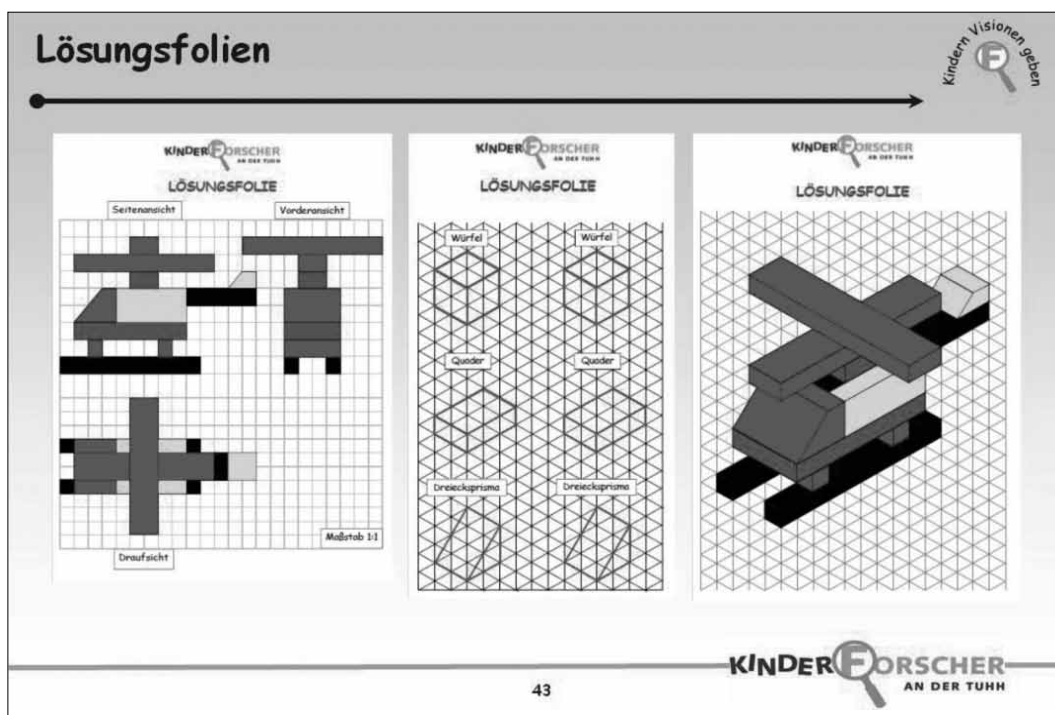 Lösungsfolien
Kindern Visionen geben
F
KINDERFORSCHER
AN DER TUHH
LÖSUNGSFOLIE
Seitenansicht
Vorderansicht
Maßstab 1:1
Draufsicht
KINDERFORSCHER
AN DER TUHH
LÖSUNGSFOLIE
Würfel
Würfel
Quader
Quader
Dreiecksprisma
Dreiecksprisma
KINDERFORSCHER
AN DER TUHH
LÖSUNGSFOLIE
43
KINDERFORSCHER
AN DER TUHH